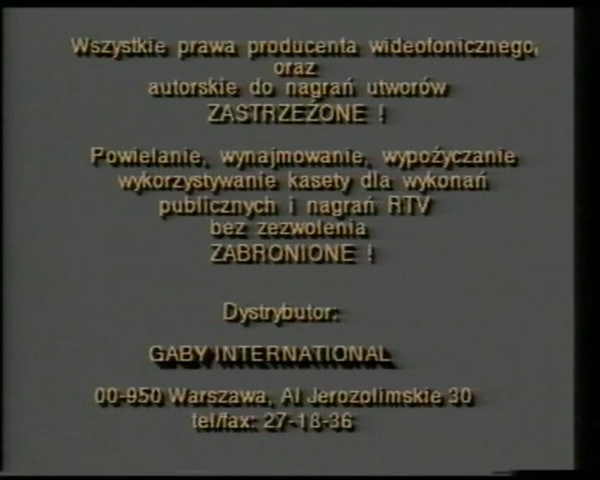 Wszystkie prawa producenta wideofonicznego,
oraz
autorskie do nagrań utworów
ZASTRZEŻONE !
Powielanie, wynajmowanie, wypożyczanie
wykorzystywanie kasety dla wykonań
publicznych i nagrań RTV
bez zezwolenia
ZABRONIONE !
Dystrybutor:
GABY INTERNATIONAL
00-950 Warszawa, Al Jerozolimskie 30
tel/fax: 27-18-36